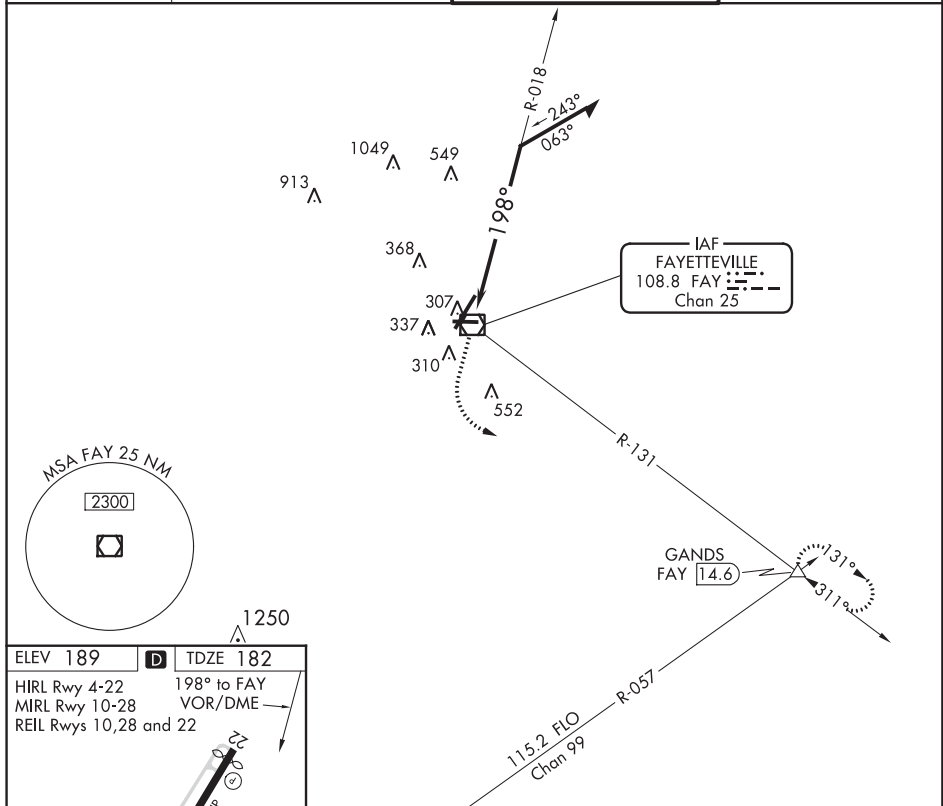 R-018
243°
063°
1049
549
913
198°
368
IAF
FAYETTEVILLE
108.8 FAY
Chan 25
307
337
310
552
R-131
MSA FAY 25 NM
2300
GANDS
FAY 14.6
131°
311°
1250
R-057
115.2 FLO
Chan 99
ELEV 189 D TDZE 182
HIRL Rwy 4-22
MIRL Rwy 10-28
REIL Rwys 10,28 and 22
198° to FAY
VOR/DME
22
P